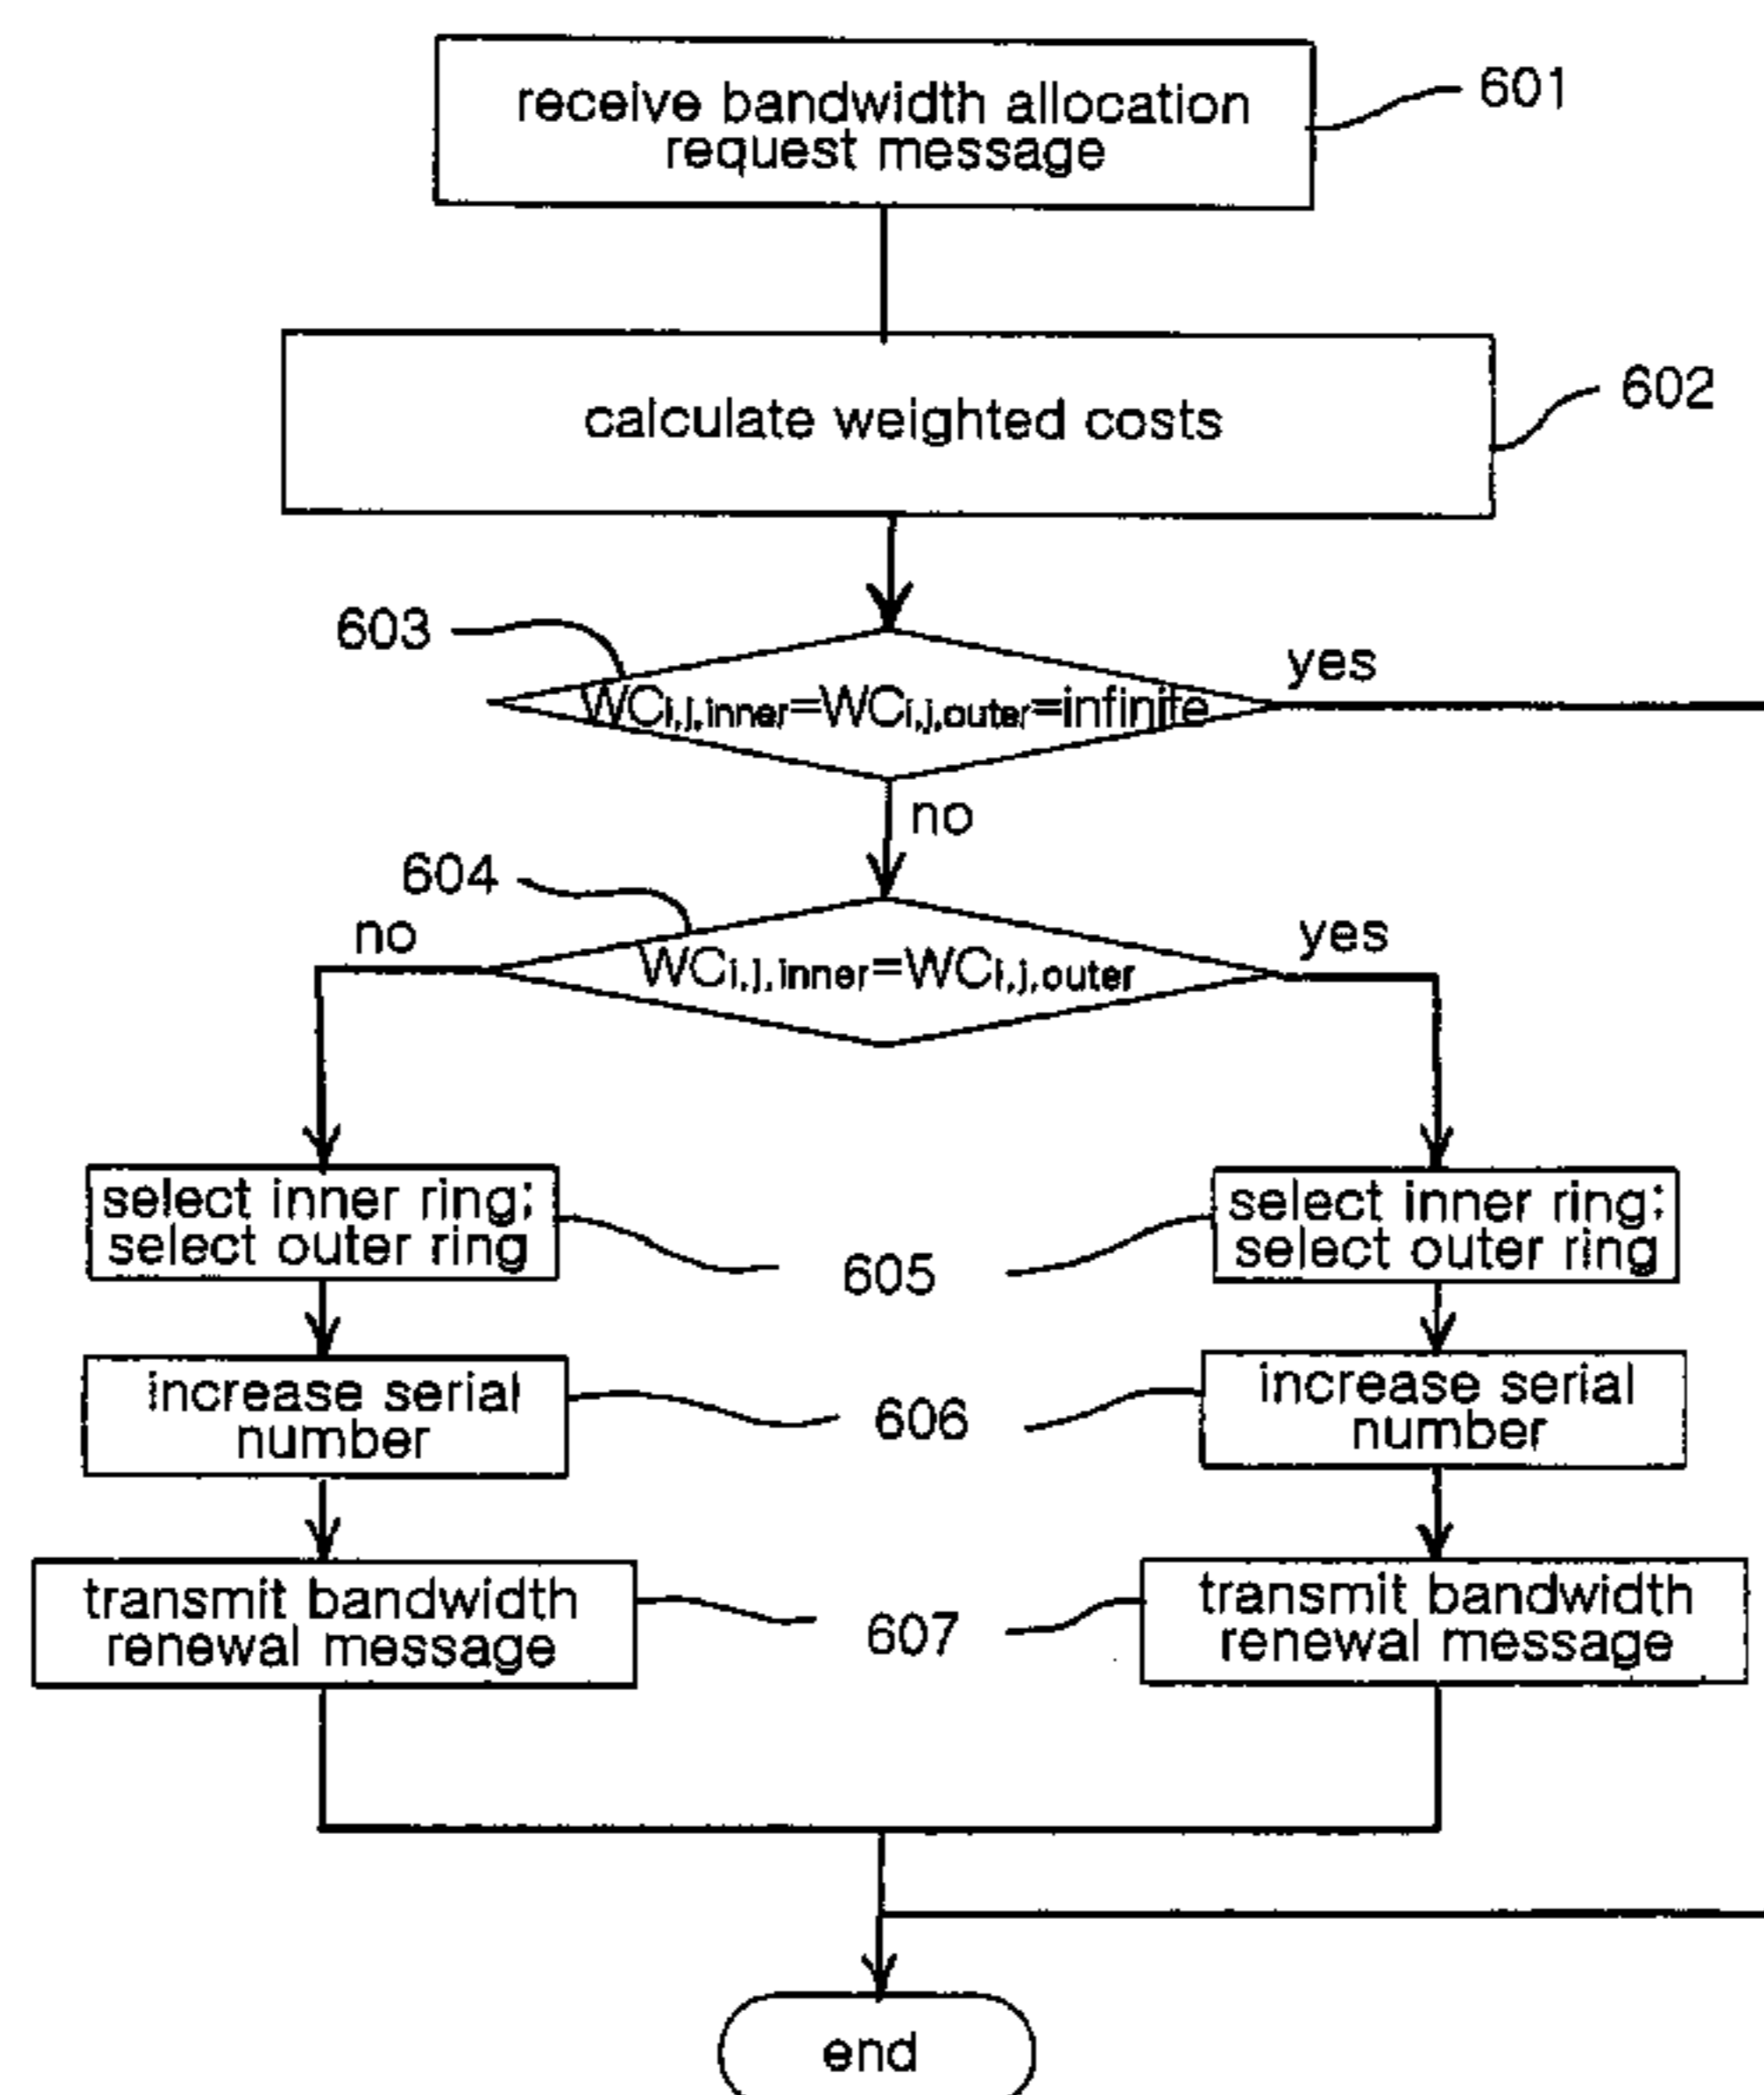 receive bandwidth allocation
request message
601
calculate weighted costs
602
603
WCi,j,inner=WCi,j,outer=infinite
yes
no
604
no
WCi,j,inner=WCi,j,outer
yes
select inner ring;
select outer ring
605
select inner ring;
select outer ring
increase serial
number
606
increase serial
number
transmit bandwidth
renewal message
607
transmit bandwidth
renewal message
end